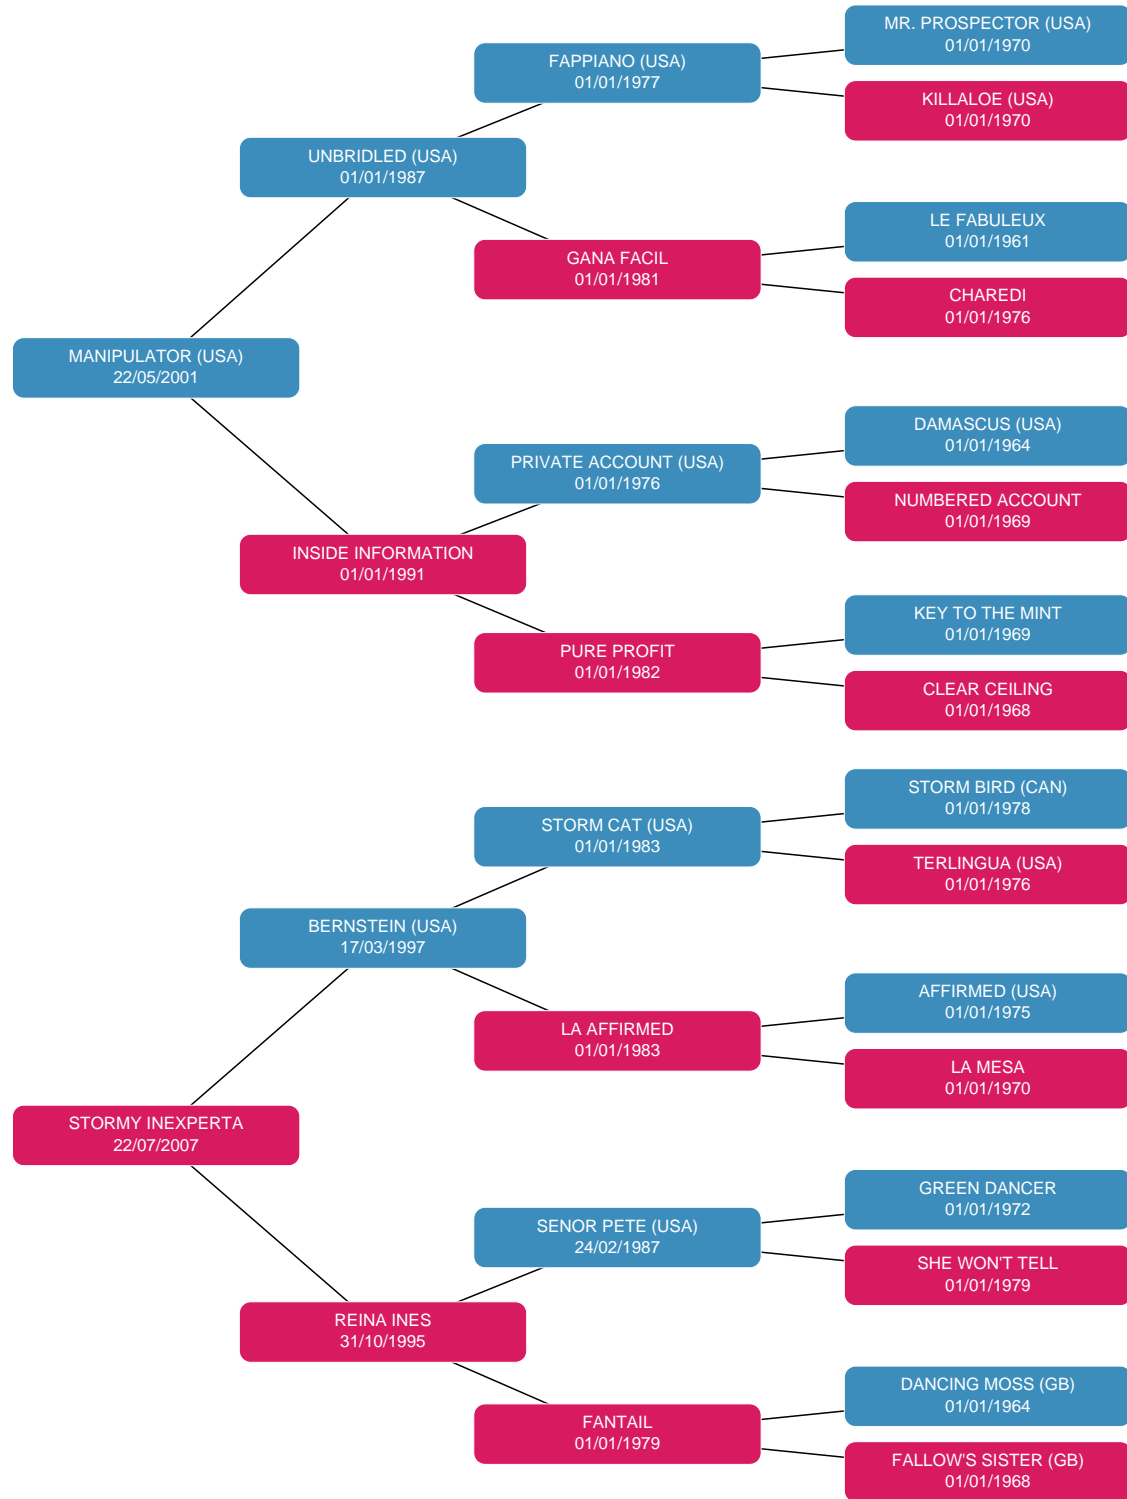 MR. PROSPECTOR (USA)
01/01/1970
FAPPIANO (USA)
01/01/1977
KILLALOE (USA)
01/01/1970
UNBRIDLED (USA)
01/01/1987
LE FABULEUX
01/01/1961
GANA FACIL
01/01/1981
CHAREDI
01/01/1976
MANIPULATOR (USA)
22/05/2001
DAMASCUS (USA)
01/01/1964
PRIVATE ACCOUNT (USA)
01/01/1976
NUMBERED ACCOUNT
01/01/1969
INSIDE INFORMATION
01/01/1991
KEY TO THE MINT
01/01/1969
PURE PROFIT
01/01/1982
CLEAR CEILING
01/01/1968
STORM BIRD (CAN)
01/01/1978
STORM CAT (USA)
01/01/1983
TERLINGUA (USA)
01/01/1976
BERNSTEIN (USA)
17/03/1997
AFFIRMED (USA)
01/01/1975
LA AFFIRMED
01/01/1983
LA MESA
01/01/1970
STORMY INEXPERTA
22/07/2007
GREEN DANCER
01/01/1972
SENOR PETE (USA)
24/02/1987
SHE WON'T TELL
01/01/1979
REINA INES
31/10/1995
DANCING MOSS (GB)
01/01/1964
FANTAIL
01/01/1979
FALLOW'S SISTER (GB)
01/01/1968